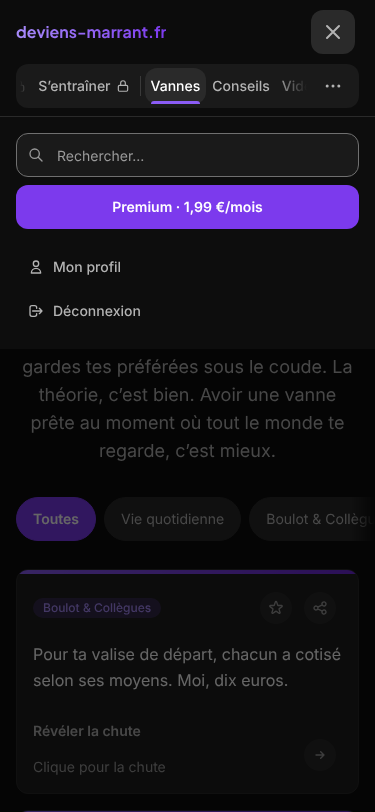 deviens-marrant.fr
S'entraîner
Vannes
Conseils
Vid
Rechercher...
Premium · 1,99 €/mois
Mon profil
Déconnexion
gardes tes préférées sous le coude. La
théorie, c'est bien. Avoir une vanne
prête au moment où tout le monde te
regarde, c'est mieux.
Toutes
Vie quotidienne
Boulot & Collègu
Boulot & Collègues
Pour ta valise de départ, chacun a cotisé
selon ses moyens. Moi, dix euros.
Révéler la chute
Clique pour la chute